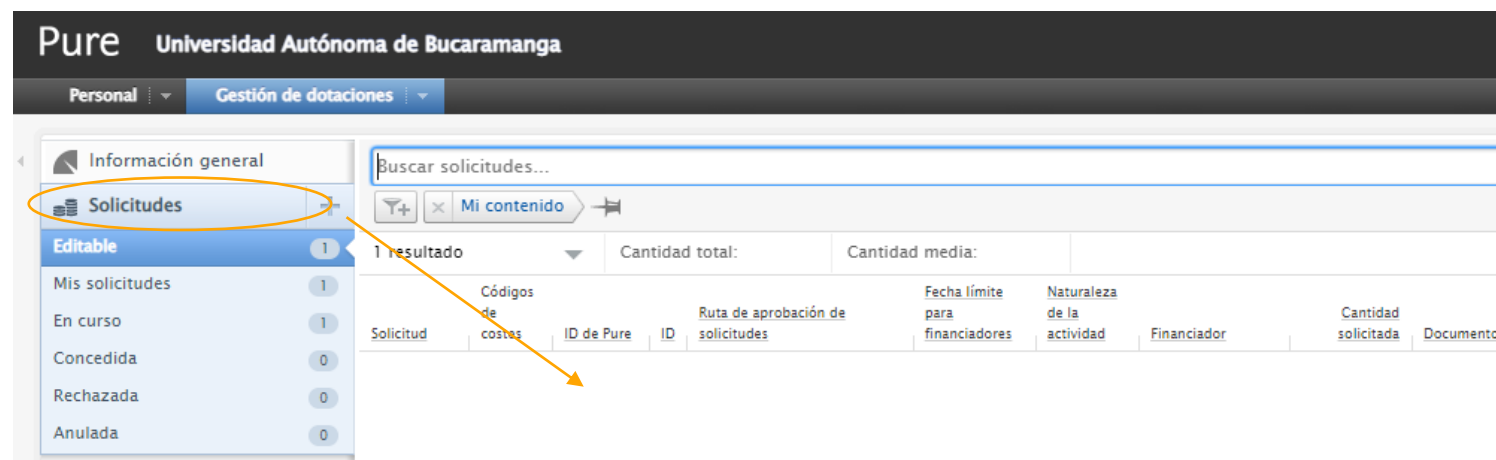 Pure Universidad Autónoma de Bucaramanga
Personal Gestión de dotaciones
Información general
Solicitudes
Editable 1
Mis solicitudes 1
En curso 1
Concedida 0
Rechazada 0
Anulada 0
Buscar solicitudes...
Mi contenido
1 resultado Cantidad total: Cantidad media:
Solicitud
Códigos
de
costes
ID de Pure
ID
Ruta de aprobación de
solicitudes
Fecha límite
para
financiadores
Naturaleza
de la
actividad
Financiador
Cantidad
solicitada
Documento